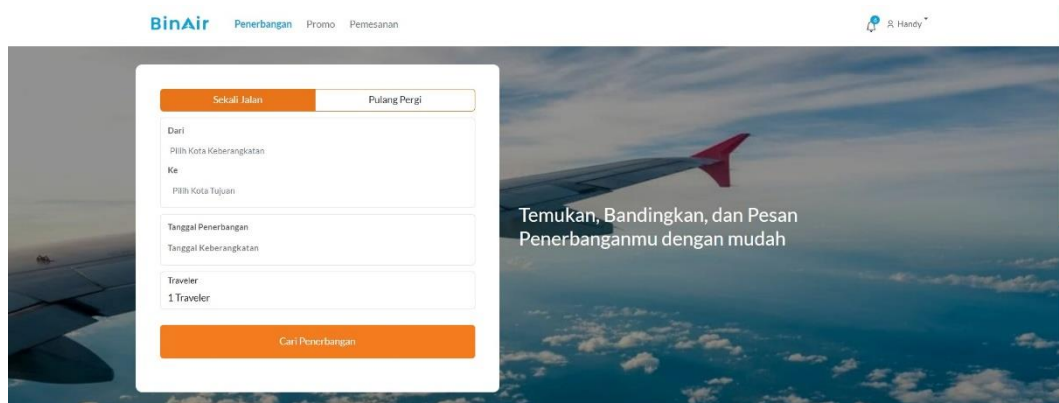 BinAir
Penerbangan Promo Pemesanan
Handy
Sekali Jalan Pulang Pergi
Dari
Pilih Kota Keberangkatan
Ke
Pilih Kota Tujuan
Tanggal Penerbangan
Tanggal Keberangkatan
Traveler
1 Traveler
Cari Penerbangan
Temukan, Bandingkan, dan Pesan
Penerbanganmu dengan mudah